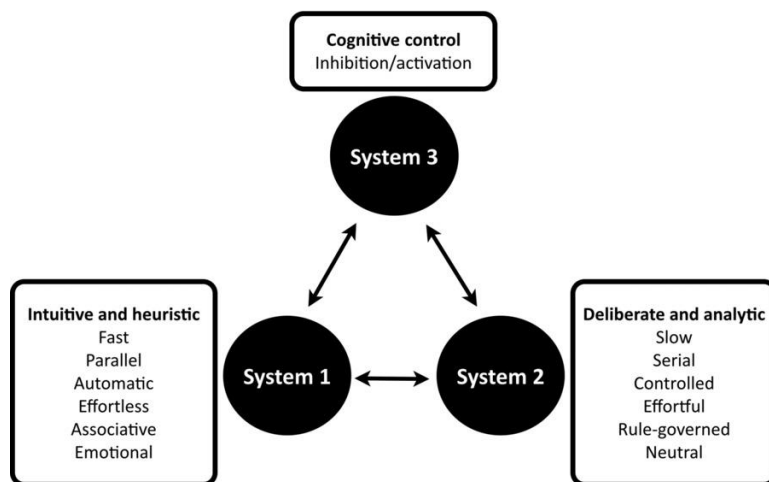 Cognitive control
Inhibition/activation
System 3
Intuitive and heuristic
Fast
Parallel
Automatic
Effortless
Associative
Emotional
System 1
System 2
Deliberate and analytic
Slow
Serial
Controlled
Effortful
Rule-governed
Neutral